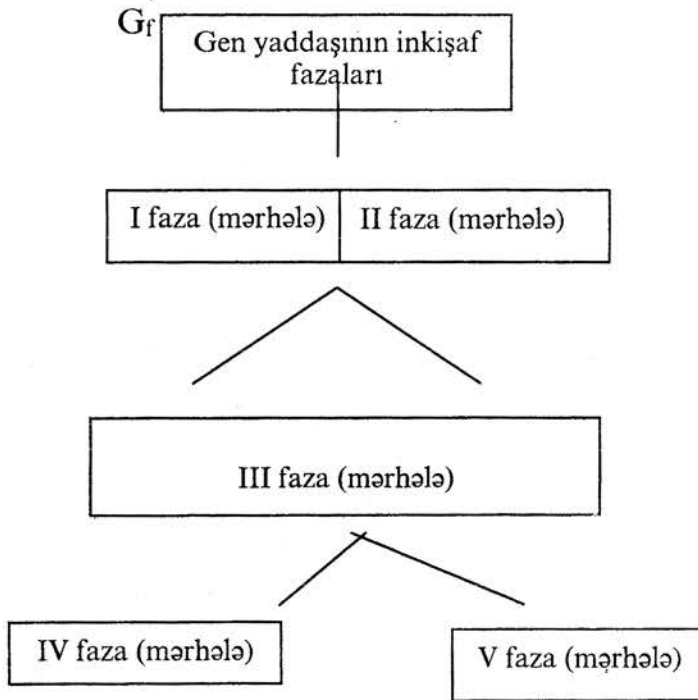 Gf
Gen yaddaşının inkişaf
fazaları
I faza (mərhələ) II faza (mərhələ)
III faza (mərhələ)
IV faza (mərhələ)
V faza (mərhələ)